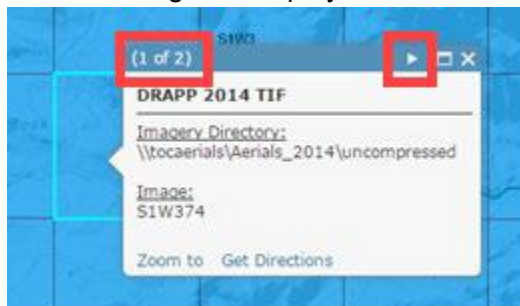 S1W3
(1 of 2)
DRAPP 2014 TIF
Imagery Directory:
\\tocaerials\Aerials_2014\uncompressed
Image:
S1W374
Zoom to Get Directions